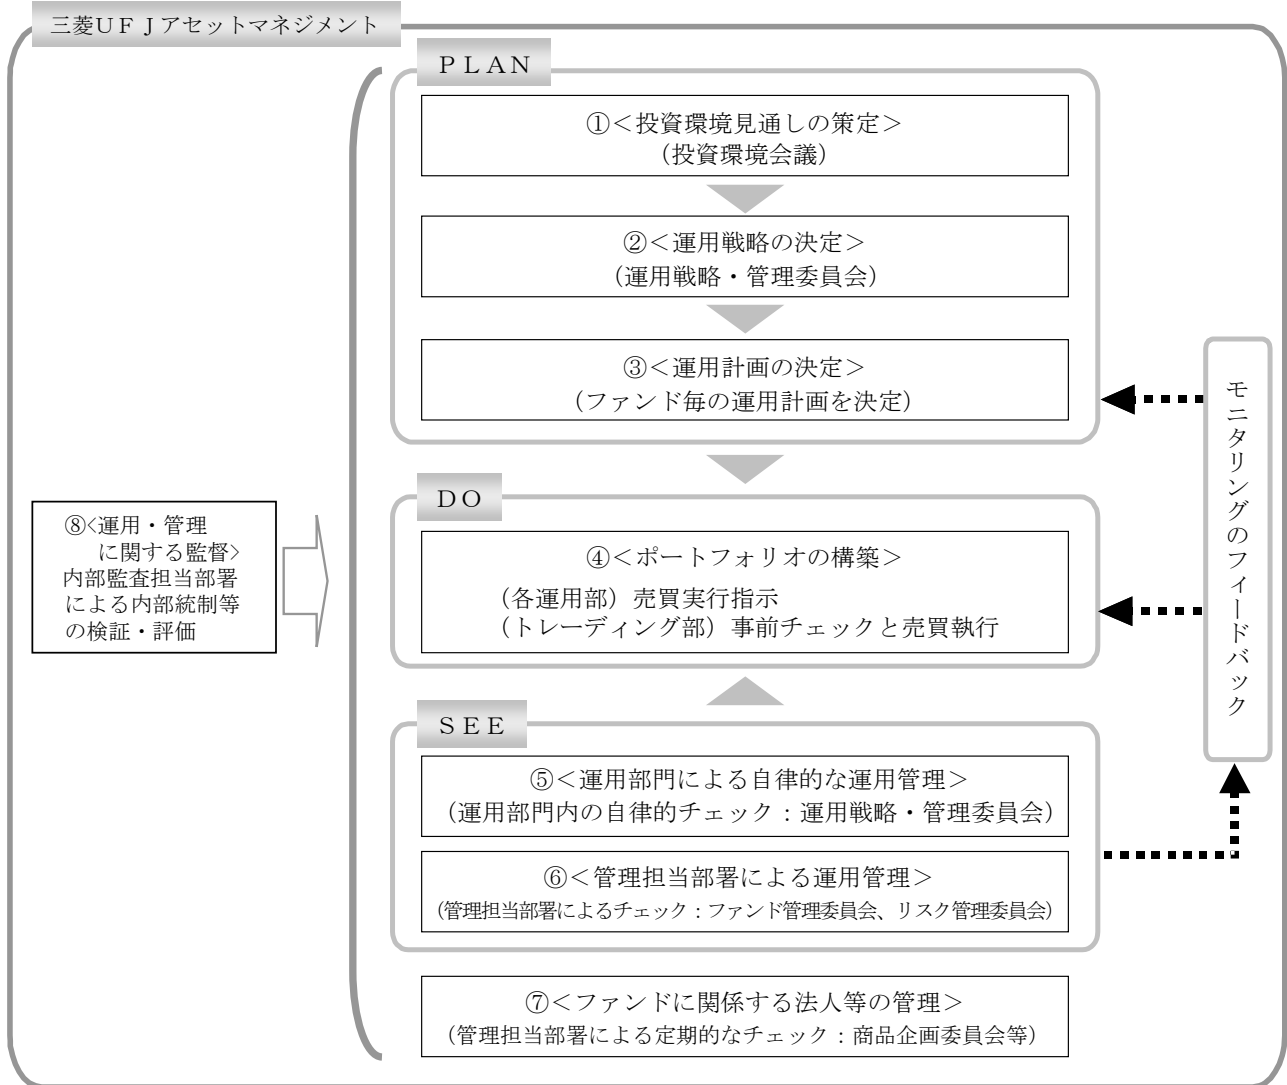 三菱ＵＦＪアセットマネジメント
ＰＬＡＮ
①＜投資環境見通しの策定＞
（投資環境会議）
②＜運用戦略の決定＞
（運用戦略・管理委員会）
③＜運用計画の決定＞
（ファンド毎の運用計画を決定）
ＤＯ
④＜ポートフォリオの構築＞
（各運用部）売買実行指示
（トレーディング部）事前チェックと売買執行
ＳＥＥ
⑤＜運用部門による自律的な運用管理＞
（運用部門内の自律的チェック：運用戦略・管理委員会）
⑥＜管理担当部署による運用管理＞
（管理担当部署によるチェック：ファンド管理委員会、リスク管理委員会）
⑦＜ファンドに関係する法人等の管理＞
（管理担当部署による定期的なチェック：商品企画委員会等）
⑧<運用・管理
に関する監督>
内部監査担当部署
による内部統制等
の検証・評価
モニタリングのフィードバック